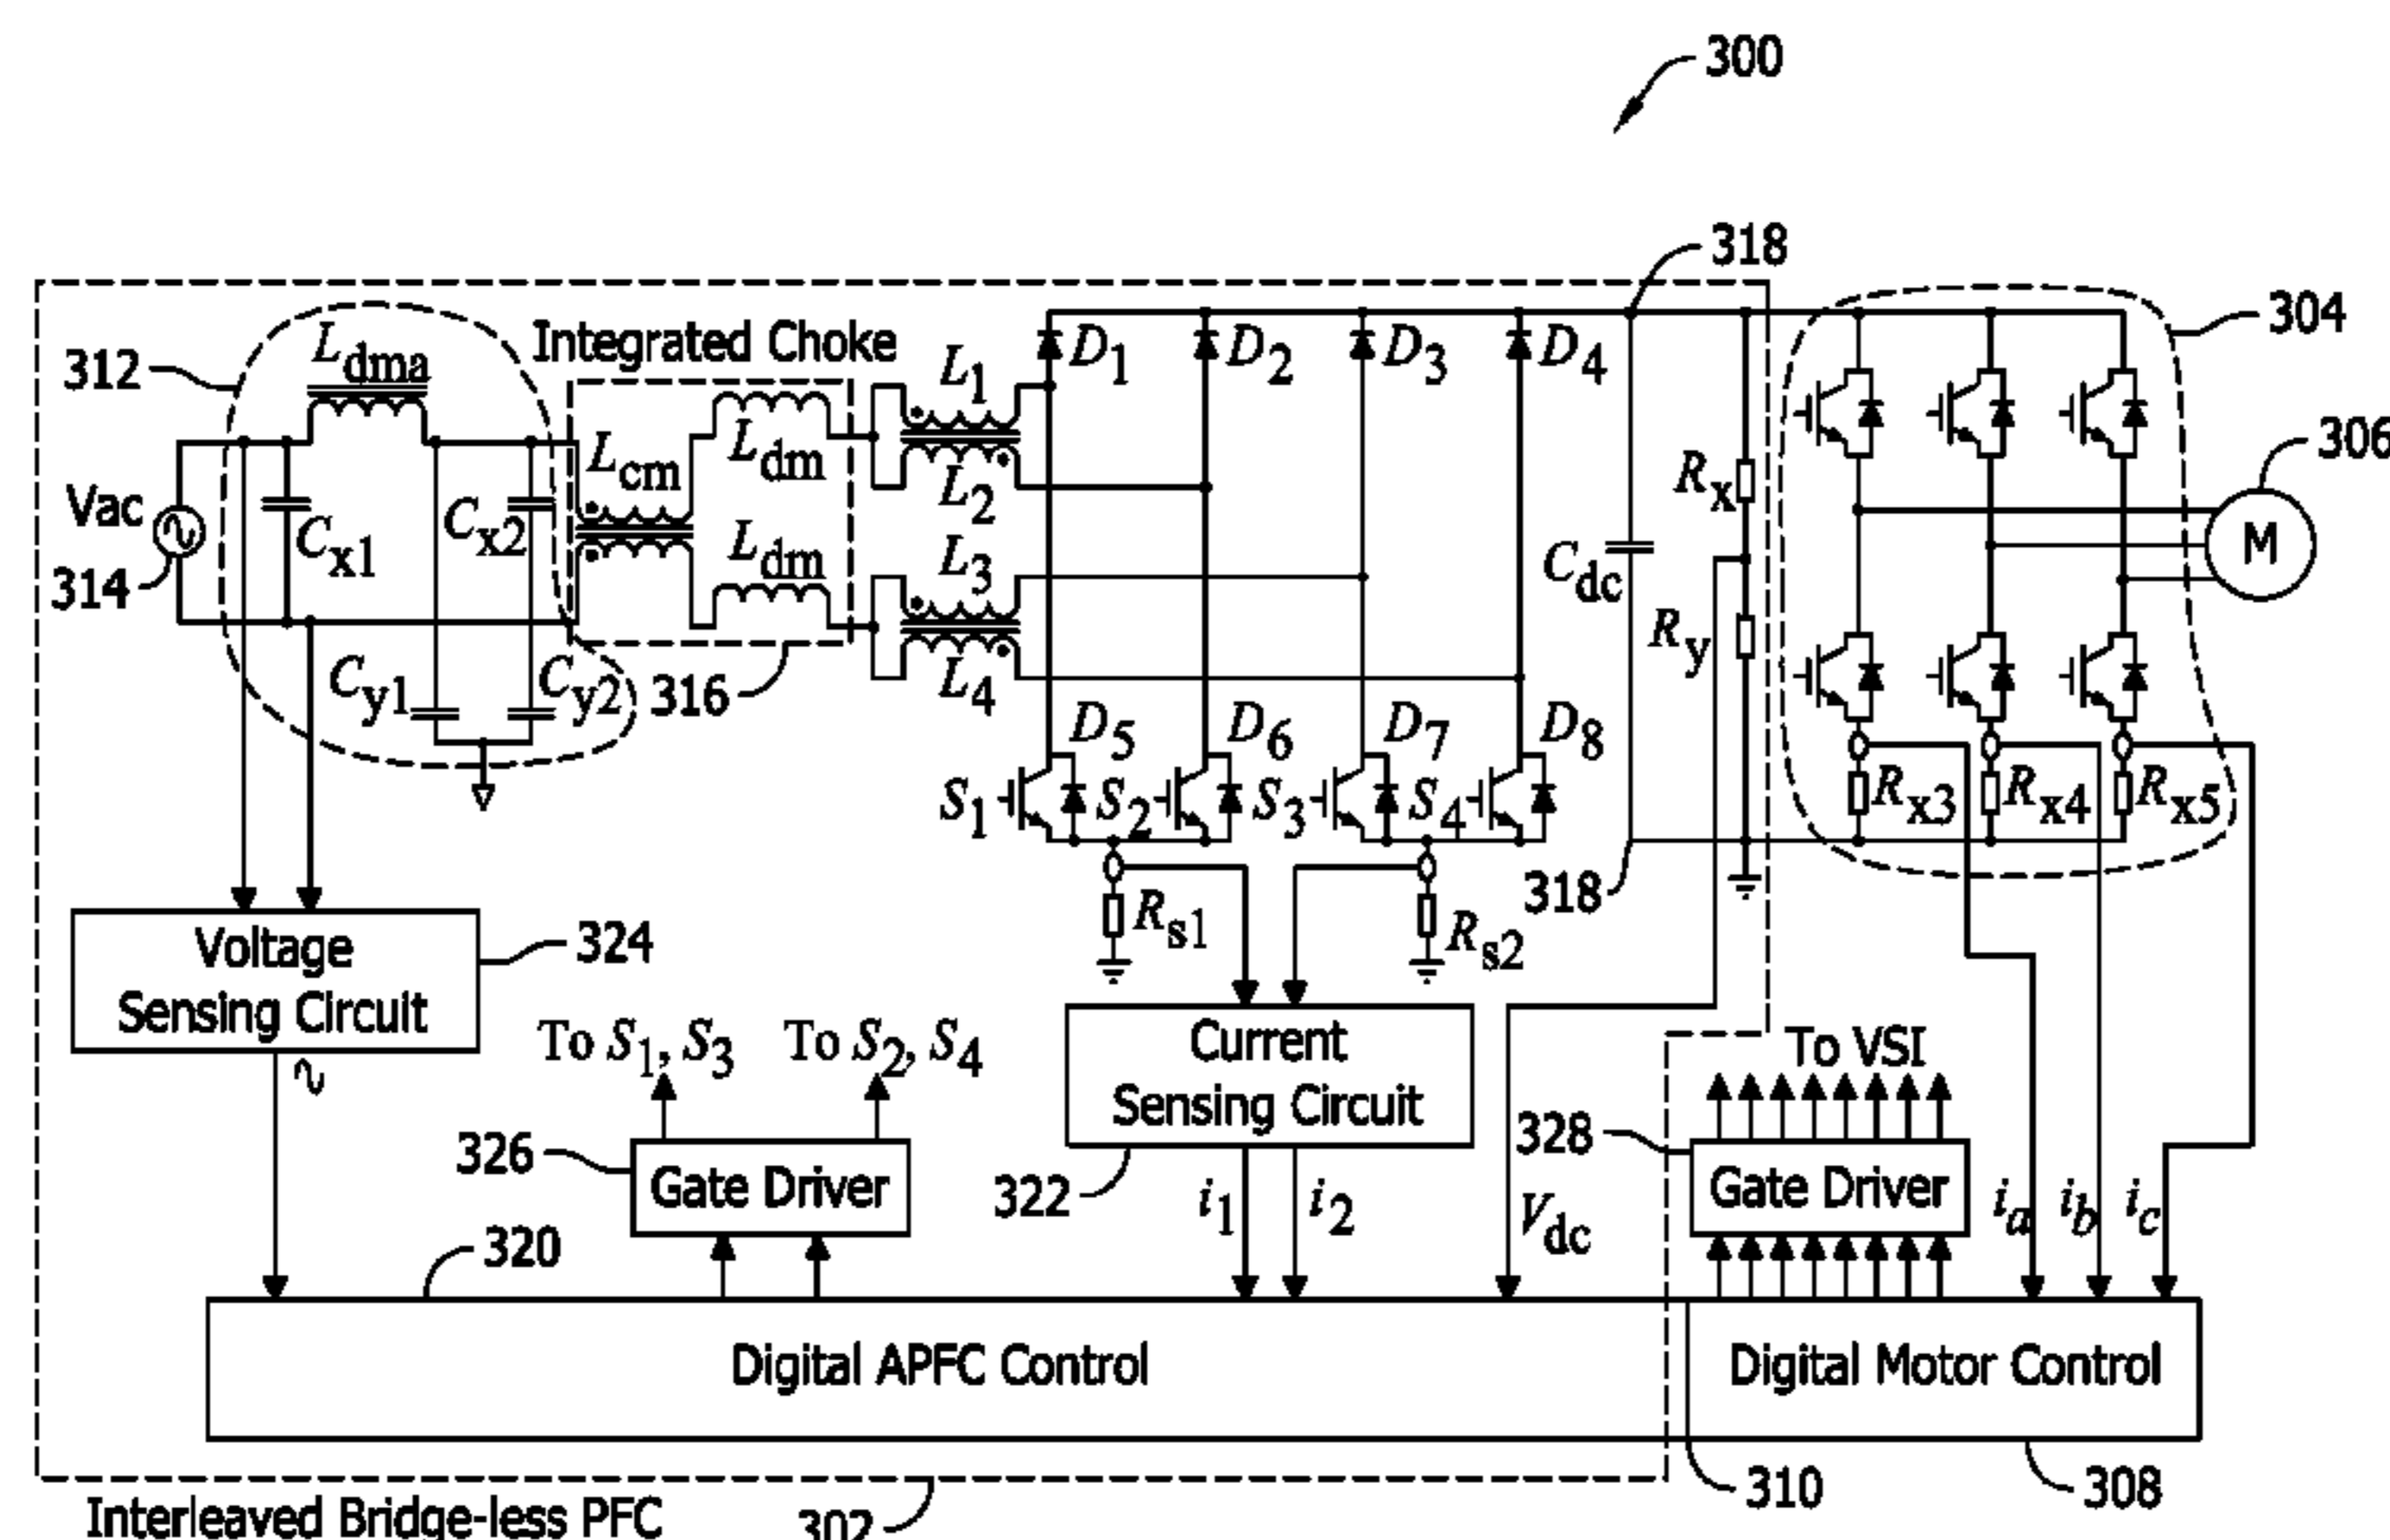 300
318
304
312
Ldma
Integrated Choke
L1
D1
D2
D3
D4
306
Lcm
Ldm
Vac
Cx1
Cx2
L2
Rx
M
314
Ldm
L3
Cdc
Ry
Cy1
Cy2
316
L4
D5
D6
D7
D8
S1
S2
S3
S4
Rx3
Rx4
Rx5
318
Rs1
Rs2
Voltage
Sensing Circuit
324
To S1, S3
To S2, S4
Current
Sensing Circuit
To VSI
326
Gate Driver
322
i1
i2
Vdc
328
Gate Driver
ia
ib
ic
320
Digital APFC Control
Digital Motor Control
310
308
Interleaved Bridge-less PFC
302